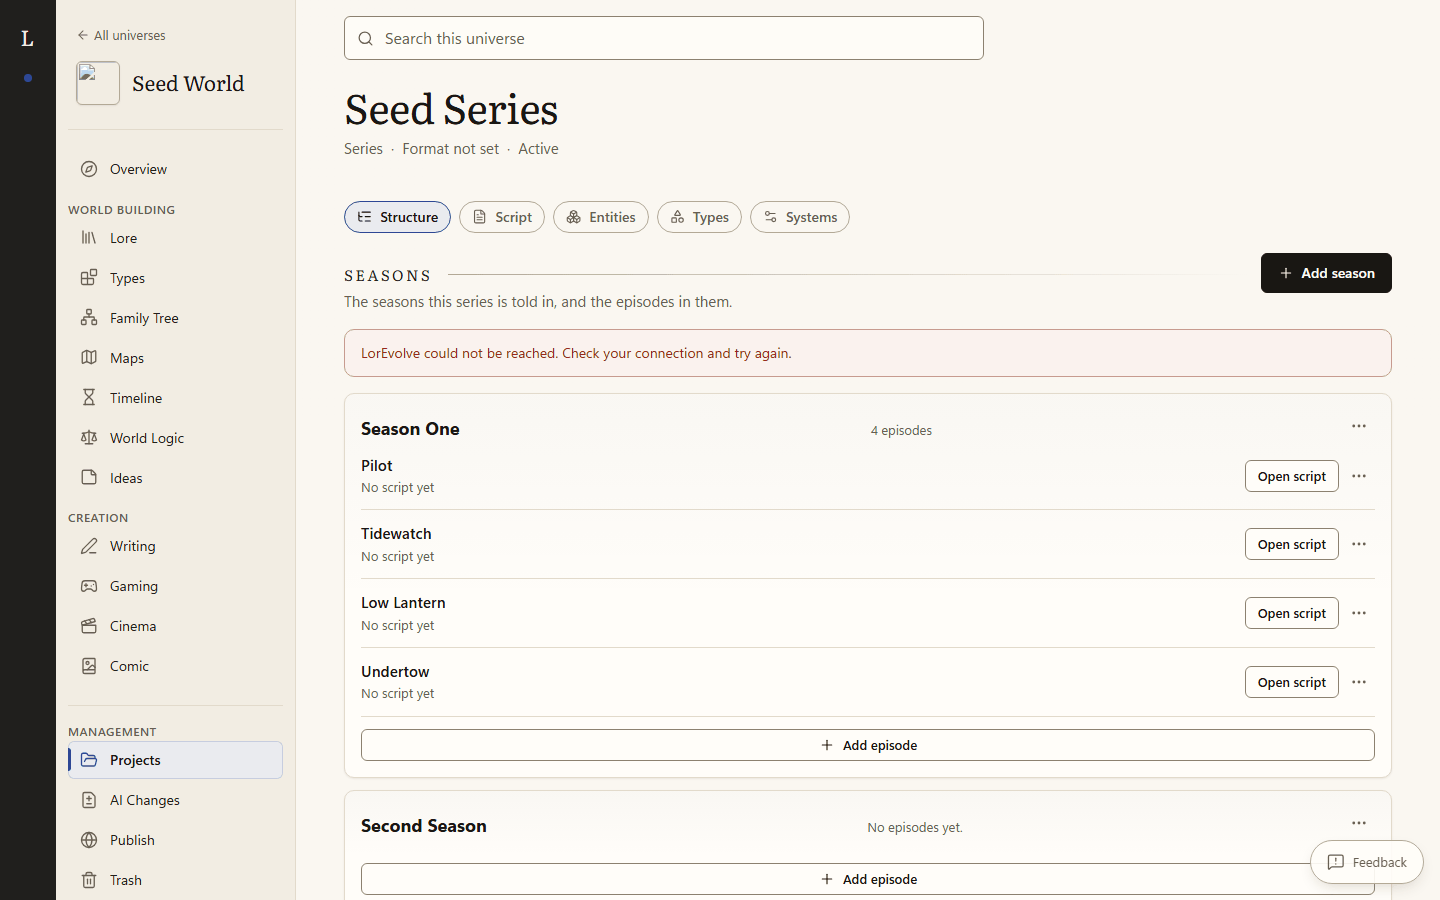 L
All universes
Seed World
Overview
WORLD BUILDING
Lore
Types
Family Tree
Maps
Timeline
World Logic
Ideas
CREATION
Writing
Gaming
Cinema
Comic
MANAGEMENT
Projects
AI Changes
Publish
Trash
Search this universe
Seed Series
Series · Format not set · Active
Structure Script Entities Types Systems
SEASONS
Add season
The seasons this series is told in, and the episodes in them.
LorEvolve could not be reached. Check your connection and try again.
Season One 4 episodes
Pilot
No script yet
Open script
Tidewatch
No script yet
Open script
Low Lantern
No script yet
Open script
Undertow
No script yet
Open script
Add episode
Second Season No episodes yet.
Add episode
Feedback